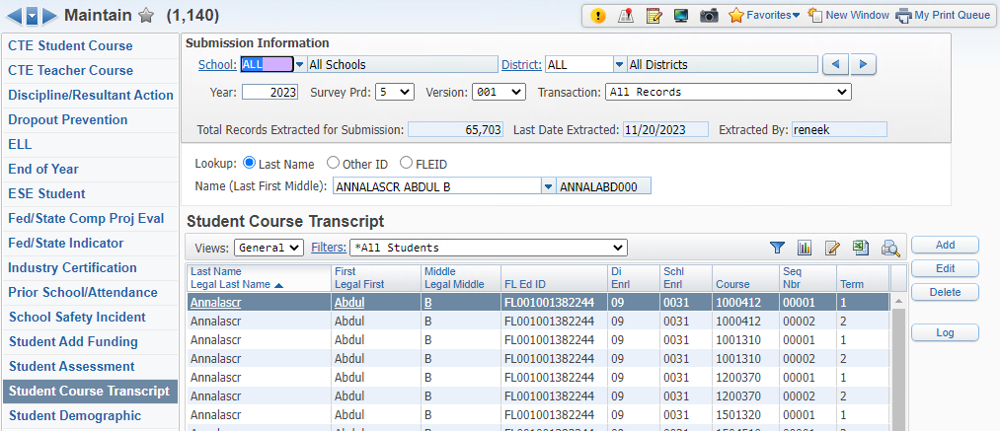 Maintain (1,140)
Favorites New Window My Print Queue
CTE Student Course
CTE Teacher Course
Discipline/Resultant Action
Dropout Prevention
ELL
End of Year
ESE Student
Fed/State Comp Proj Eval
Fed/State Indicator
Industry Certification
Prior School/Attendance
School Safety Incident
Student Add Funding
Student Assessment
Student Course Transcript
Student Demographic
Submission Information
School: ALL All Schools District: ALL All Districts
Year: 2023 Survey Prd: 5 Version: 001 Transaction: All Records
Total Records Extracted for Submission: 65,703 Last Date Extracted: 11/20/2023 Extracted By: reneek
Lookup: Last Name Other ID FLEID
Name (Last First Middle): ANNALASCR ABDUL B ANNALABD000
Student Course Transcript
Views: General Filters: *All Students
Last Name First Middle Di Schl Seq
Legal Last Name Legal First Legal Middle FL Ed ID Enrl Enrl Course Nbr Term
Annalascr Abdul B FL001001382244 09 0031 1000412 00001 1
Annalascr Abdul B FL001001382244 09 0031 1000412 00002 2
Annalascr Abdul B FL001001382244 09 0031 1001310 00001 1
Annalascr Abdul B FL001001382244 09 0031 1001310 00002 2
Annalascr Abdul B FL001001382244 09 0031 1200370 00001 1
Annalascr Abdul B FL001001382244 09 0031 1200370 00002 2
Annalascr Abdul B FL001001382244 09 0031 1501320 00001 1
Add
Edit
Delete
Log